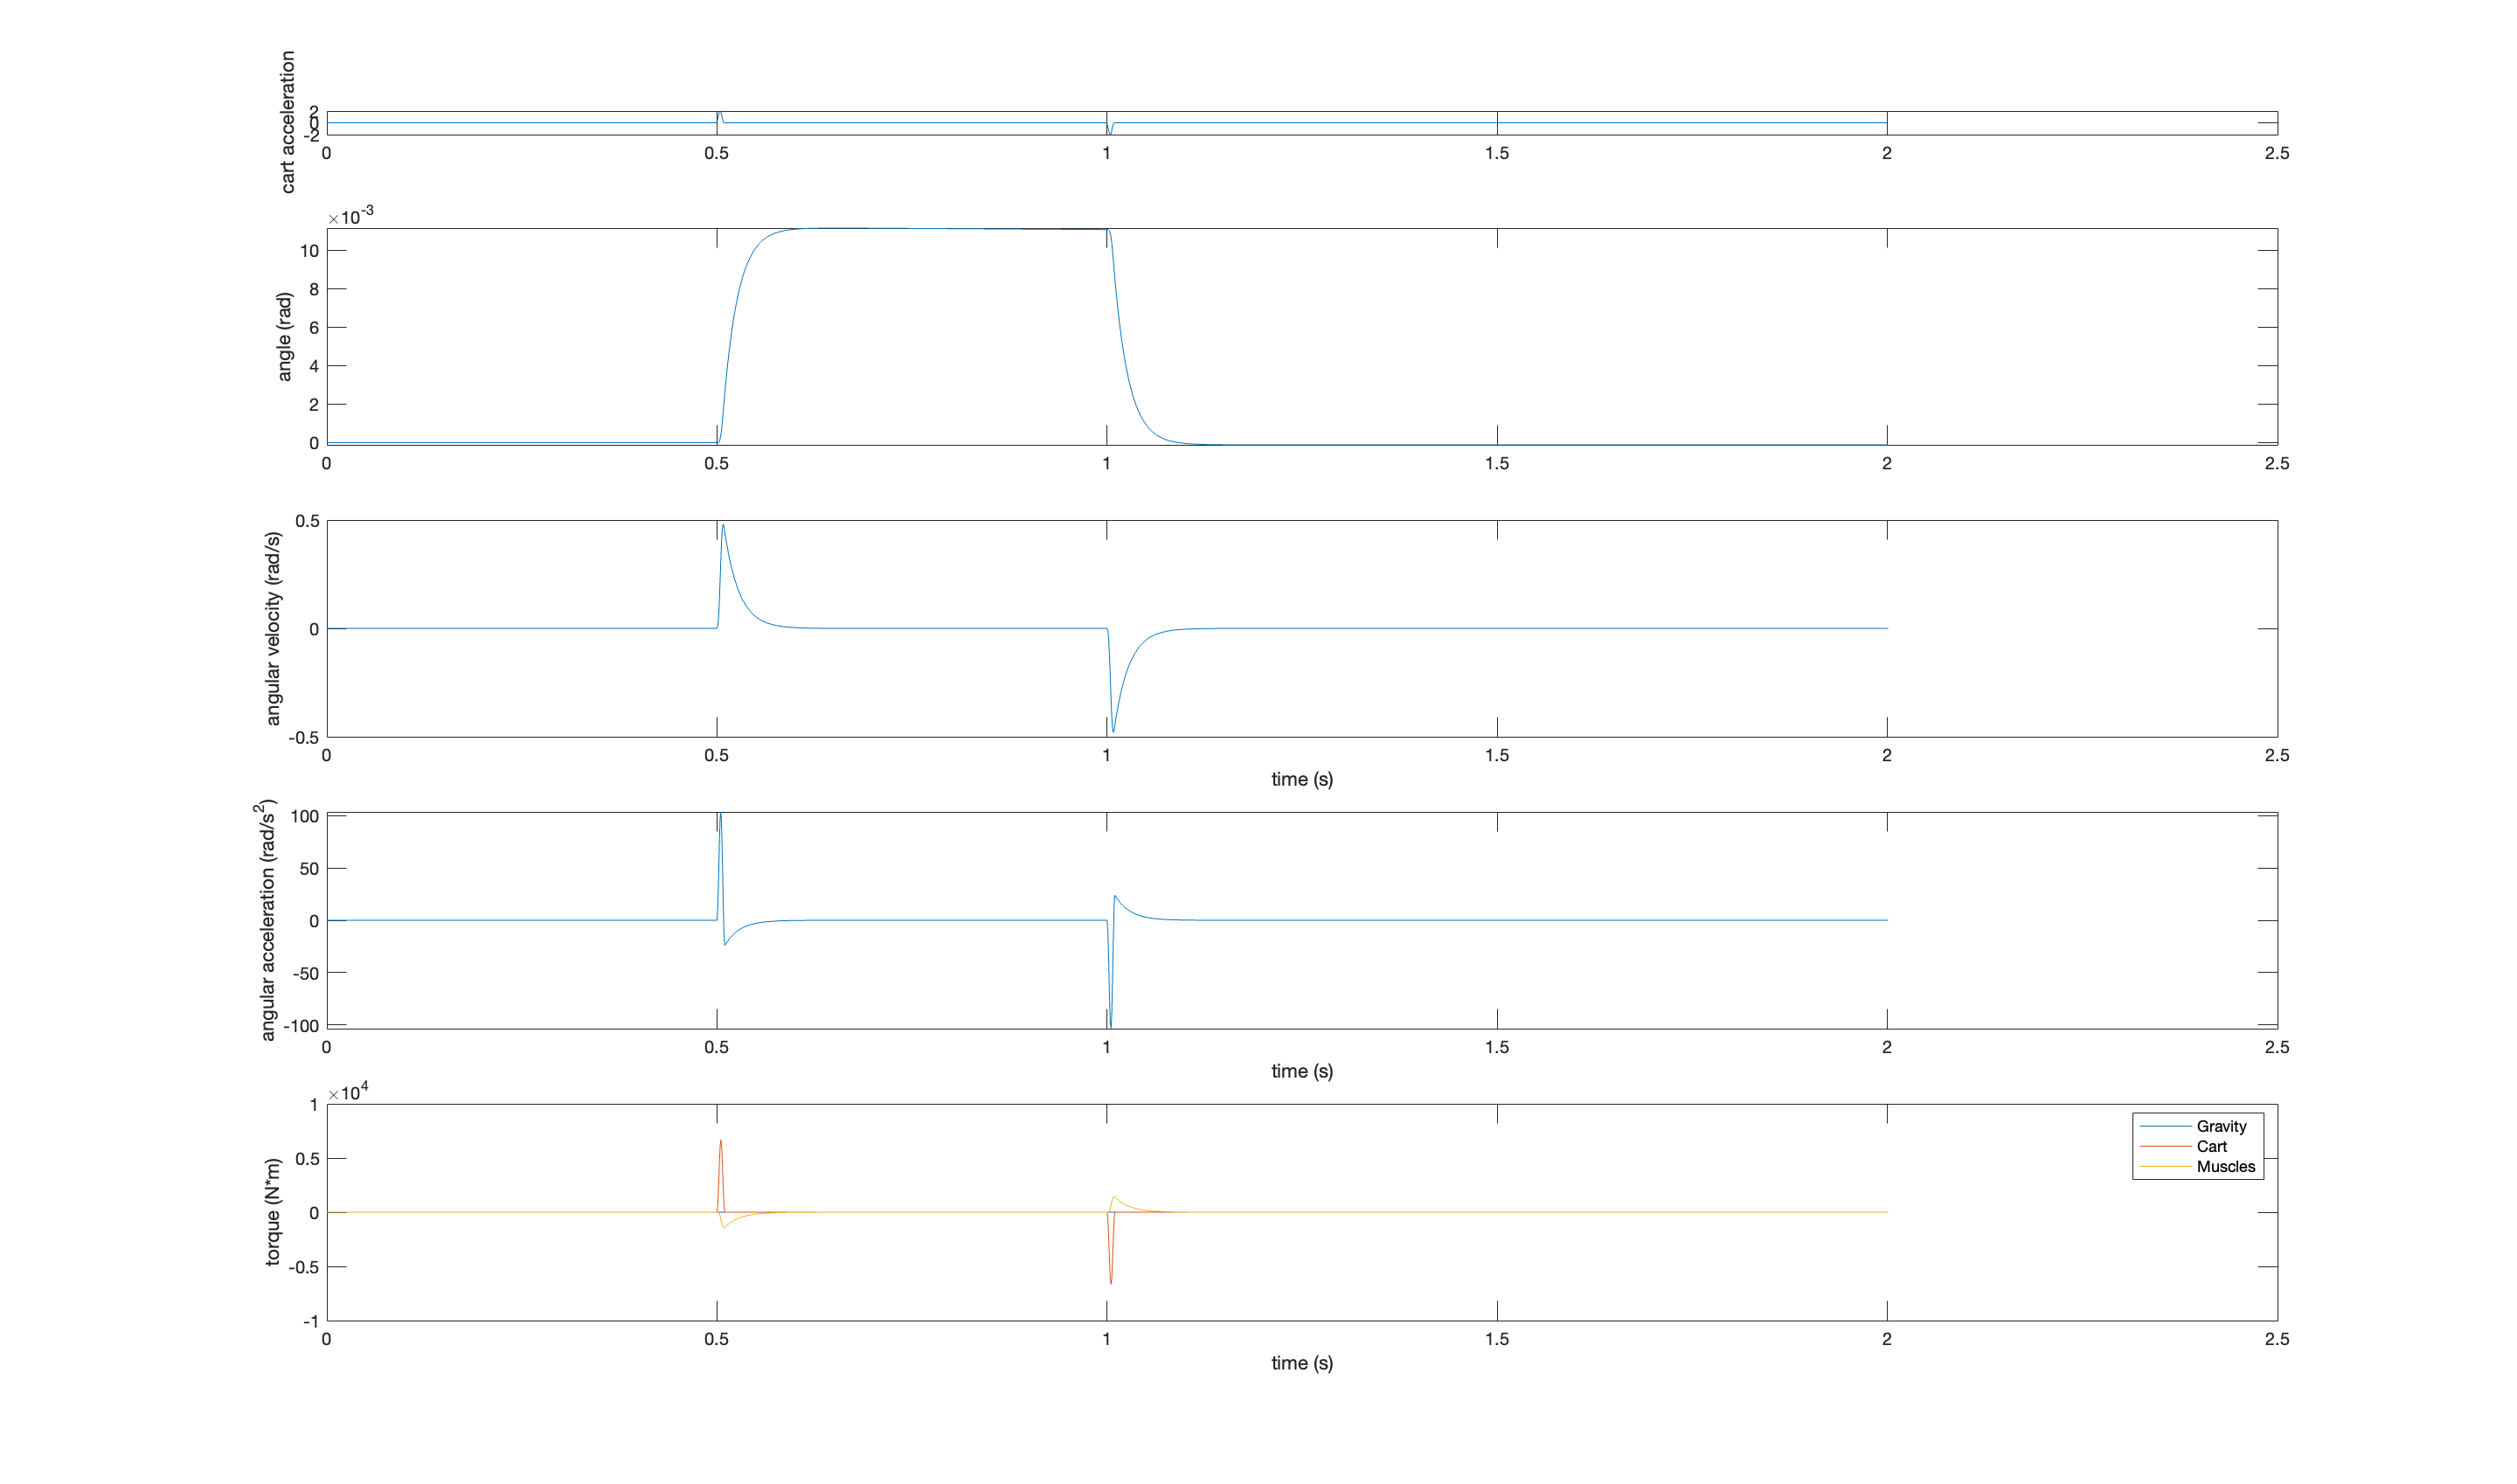 cart acceleration
2
0
-2
0 0.5 1 1.5 2 2.5
×10-3
angle (rad)
10
8
6
4
2
0
0 0.5 1 1.5 2 2.5
angular velocity (rad/s)
0.5
0
-0.5
0 0.5 1 1.5 2 2.5
time (s)
angular acceleration (rad/s2)
100
50
0
-50
-100
0 0.5 1 1.5 2 2.5
time (s)
×104
torque (N*m)
1
0.5
0
-0.5
-1
Gravity
Cart
Muscles
0 0.5 1 1.5 2 2.5
time (s)